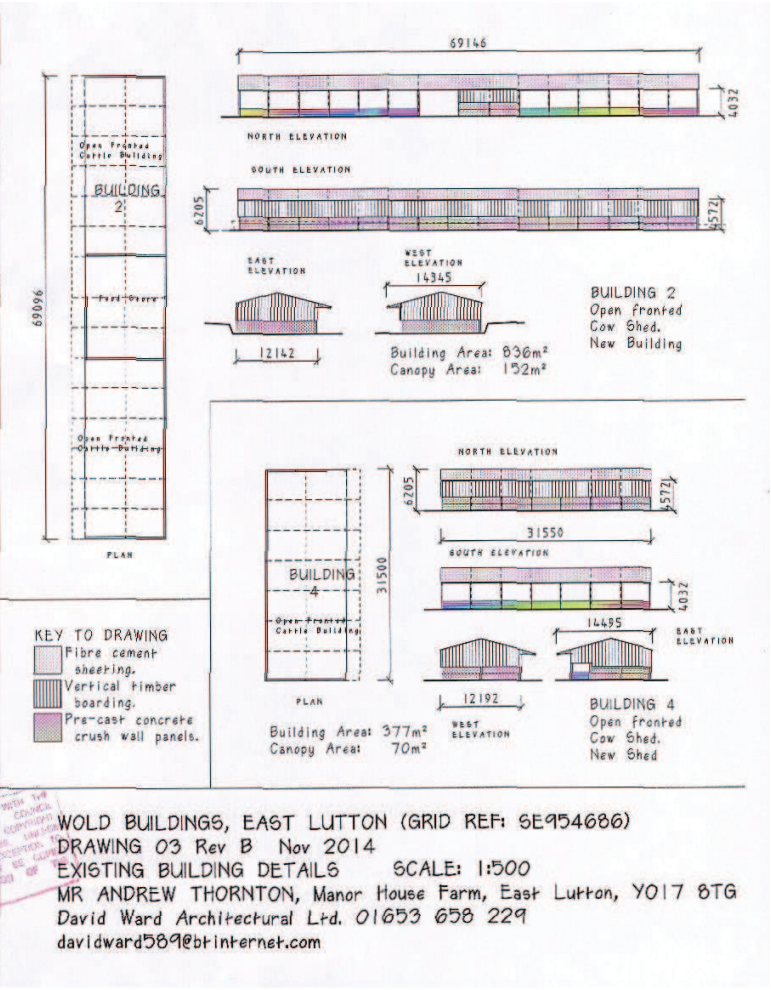 69146
4032
NORTH ELEVATION
SOUTH ELEVATION
6205
4572
EAST
ELEVATION
WEST
ELEVATION
14345
12142
Building Area: 836m²
Canopy Area: 152m²
BUILDING 2
Open fronted
Cow Shed.
New Building
69096
Open Fronted
Cattle Building
BUILDING
2
Feed Store
Open Fronted
Cattle Building
PLAN
NORTH ELEVATION
6205
4572
31550
SOUTH ELEVATION
4032
14495
EAST
ELEVATION
12192
WEST
ELEVATION
31500
BUILDING
4
Open Fronted
Cattle Building
PLAN
Building Area: 377m²
Canopy Area: 70m²
BUILDING 4
Open fronted
Cow Shed.
New Shed
KEY TO DRAWING
Fibre cement
sheeting.
Vertical timber
boarding.
Pre-cast concrete
crush wall panels.
WITH THE
COUNCIL
COPYRIGHT
WOLD BUILDINGS, EAST LUTTON (GRID REF: SE954686)
DRAWING 03 Rev B Nov 2014
EXISTING BUILDING DETAILS SCALE: 1:500
MR ANDREW THORNTON, Manor House Farm, East Lutton, YO17 8TG
David Ward Architectural Ltd. 01653 658 229
davidward589@btinternet.com